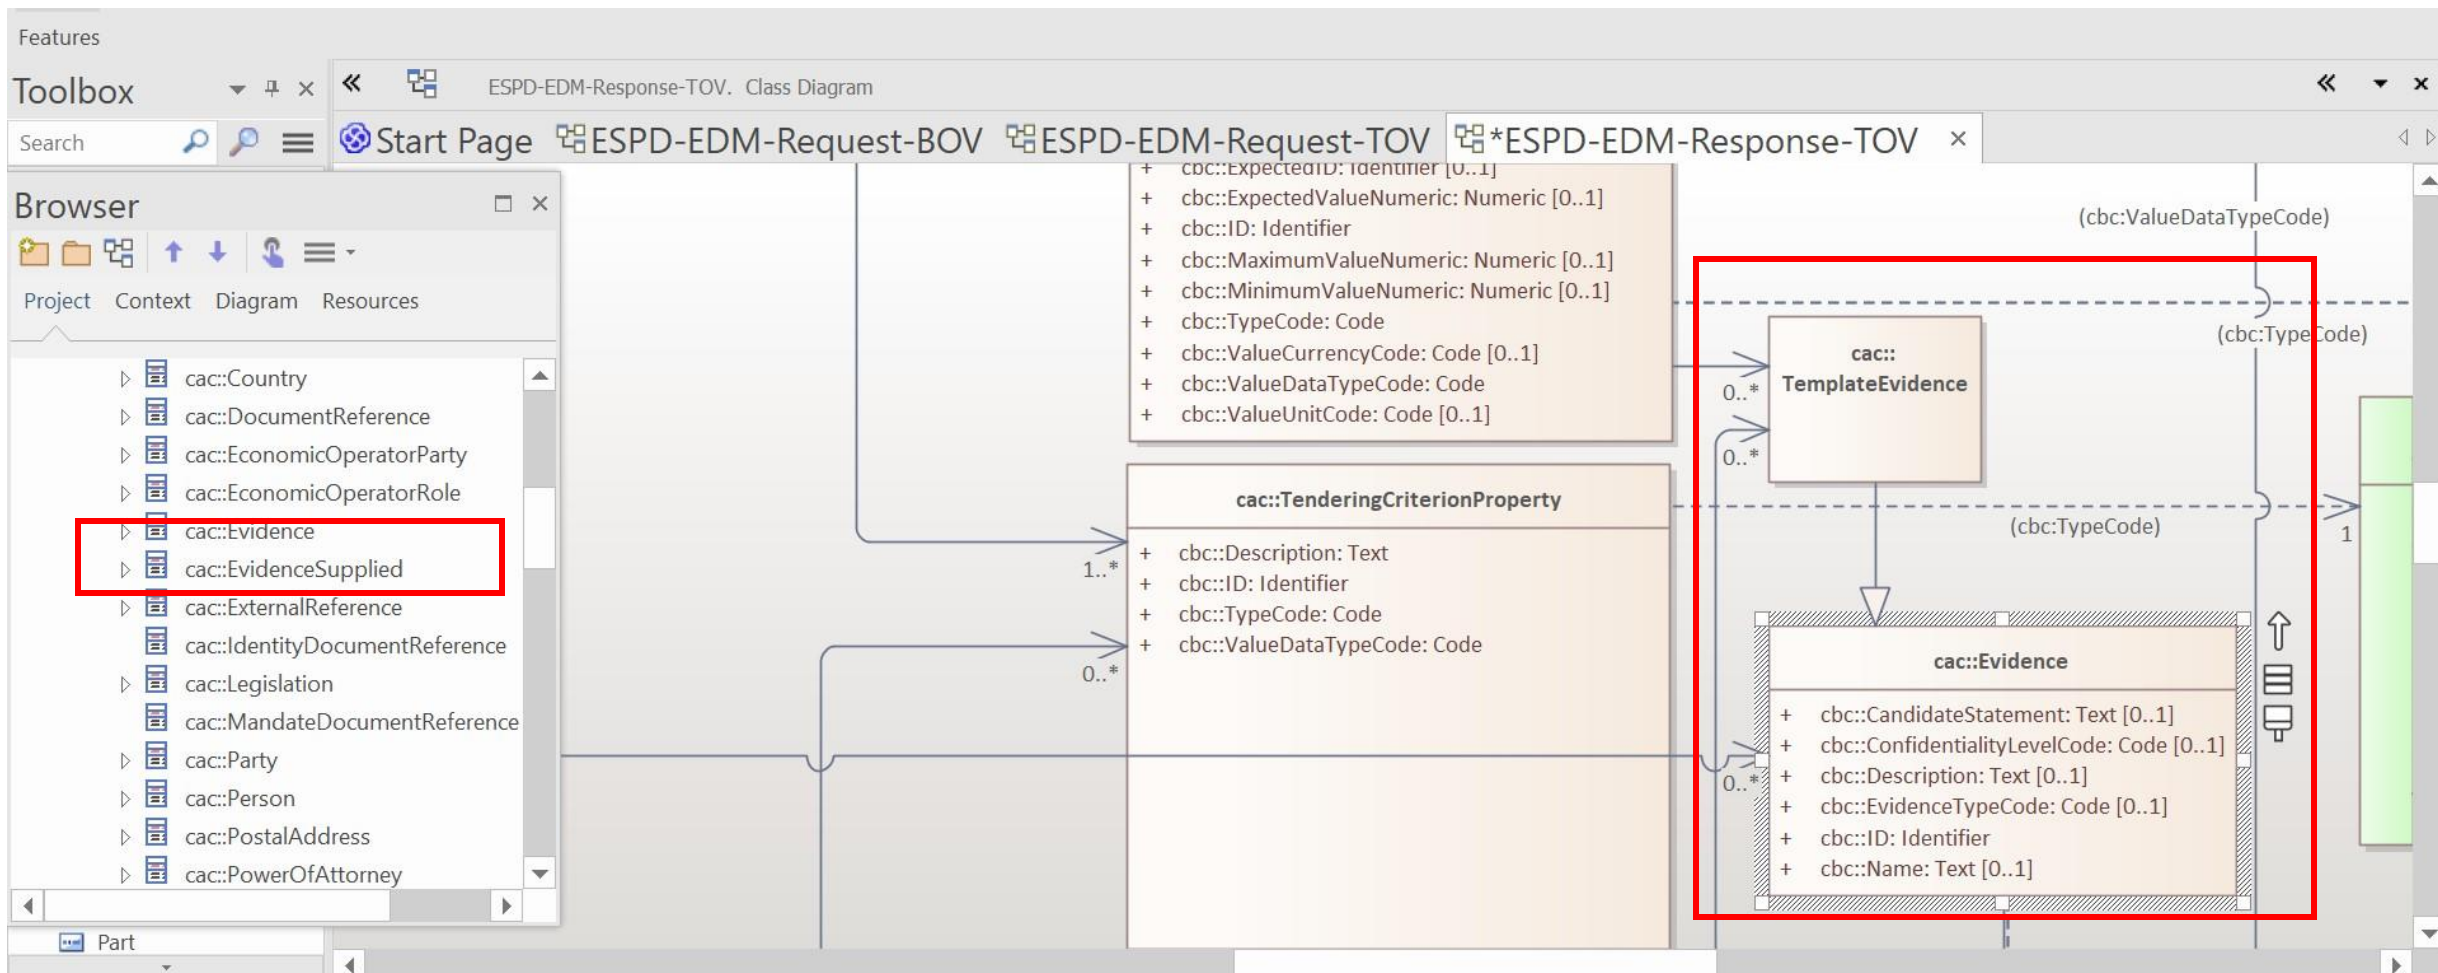 Features
Toolbox
ESPD-EDM-Response-TOV. Class Diagram
Search
Start Page
ESPD-EDM-Request-BOV
ESPD-EDM-Request-TOV
*ESPD-EDM-Response-TOV
Browser
Project Context Diagram Resources
cac::Country
cac::DocumentReference
cac::EconomicOperatorParty
cac::EconomicOperatorRole
cac::Evidence
cac::EvidenceSupplied
cac::ExternalReference
cac::IdentityDocumentReference
cac::Legislation
cac::MandateDocumentReference
cac::Party
cac::Person
cac::PostalAddress
cac::PowerOfAttorney
Part
+ cbc::ExpectedID: Identifier [0..1]
+ cbc::ExpectedValueNumeric: Numeric [0..1]
+ cbc::ID: Identifier
+ cbc::MaximumValueNumeric: Numeric [0..1]
+ cbc::MinimumValueNumeric: Numeric [0..1]
+ cbc::TypeCode: Code
+ cbc::ValueCurrencyCode: Code [0..1]
+ cbc::ValueDataTypeCode: Code
+ cbc::ValueUnitCode: Code [0..1]
cac::TenderingCriterionProperty
+ cbc::Description: Text
+ cbc::ID: Identifier
+ cbc::TypeCode: Code
+ cbc::ValueDataTypeCode: Code
1..*
0..*
(cbc:ValueDataTypeCode)
(cbc:TypeCode)
cac::
TemplateEvidence
0..*
0..*
(cbc:TypeCode)
1
cac::Evidence
+ cbc::CandidateStatement: Text [0..1]
+ cbc::ConfidentialityLevelCode: Code [0..1]
+ cbc::Description: Text [0..1]
+ cbc::EvidenceTypeCode: Code [0..1]
+ cbc::ID: Identifier
+ cbc::Name: Text [0..1]
0..*